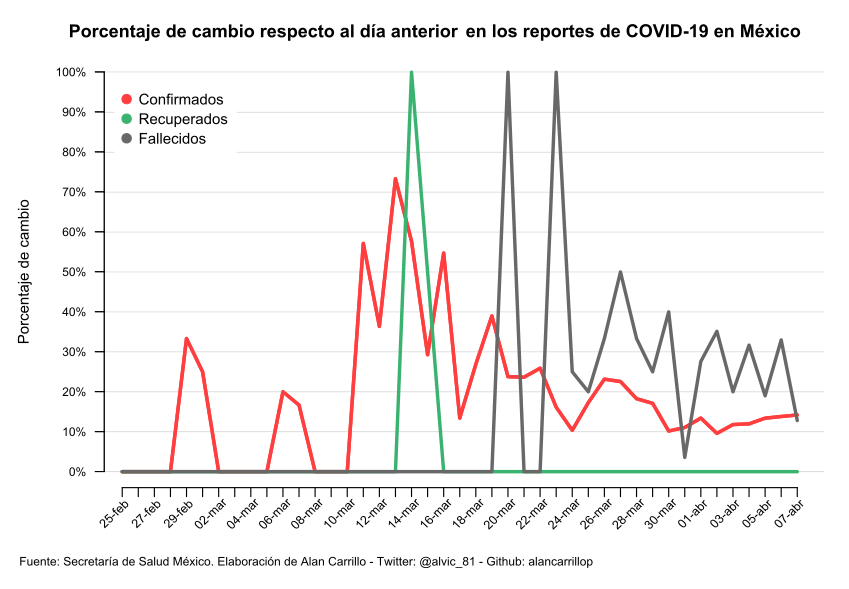 Porcentaje de cambio respecto al día anterior en los reportes de COVID-19 en México
Porcentaje de cambio
100%
90%
80%
70%
60%
50%
40%
30%
20%
10%
0%
Confirmados
Recuperados
Fallecidos
25-feb
27-feb
29-feb
02-mar
04-mar
06-mar
08-mar
10-mar
12-mar
14-mar
16-mar
18-mar
20-mar
22-mar
24-mar
26-mar
28-mar
30-mar
01-abr
03-abr
05-abr
07-abr
Fuente: Secretaría de Salud México. Elaboración de Alan Carrillo - Twitter: @alvic_81 - Github: alancarrillop